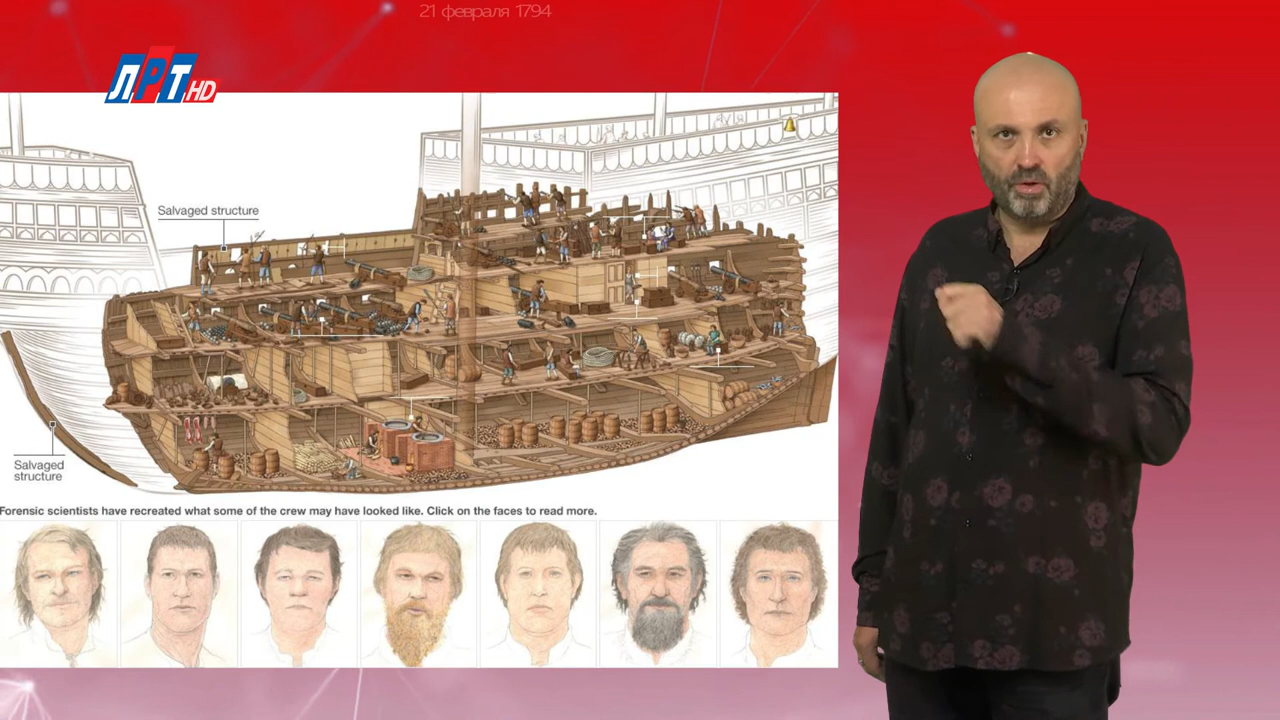 21 февраля 1794
ЛРТ HD
Salvaged structure
Salvaged
structure
Forensic scientists have recreated what some of the crew may have looked like. Click on the faces to read more.